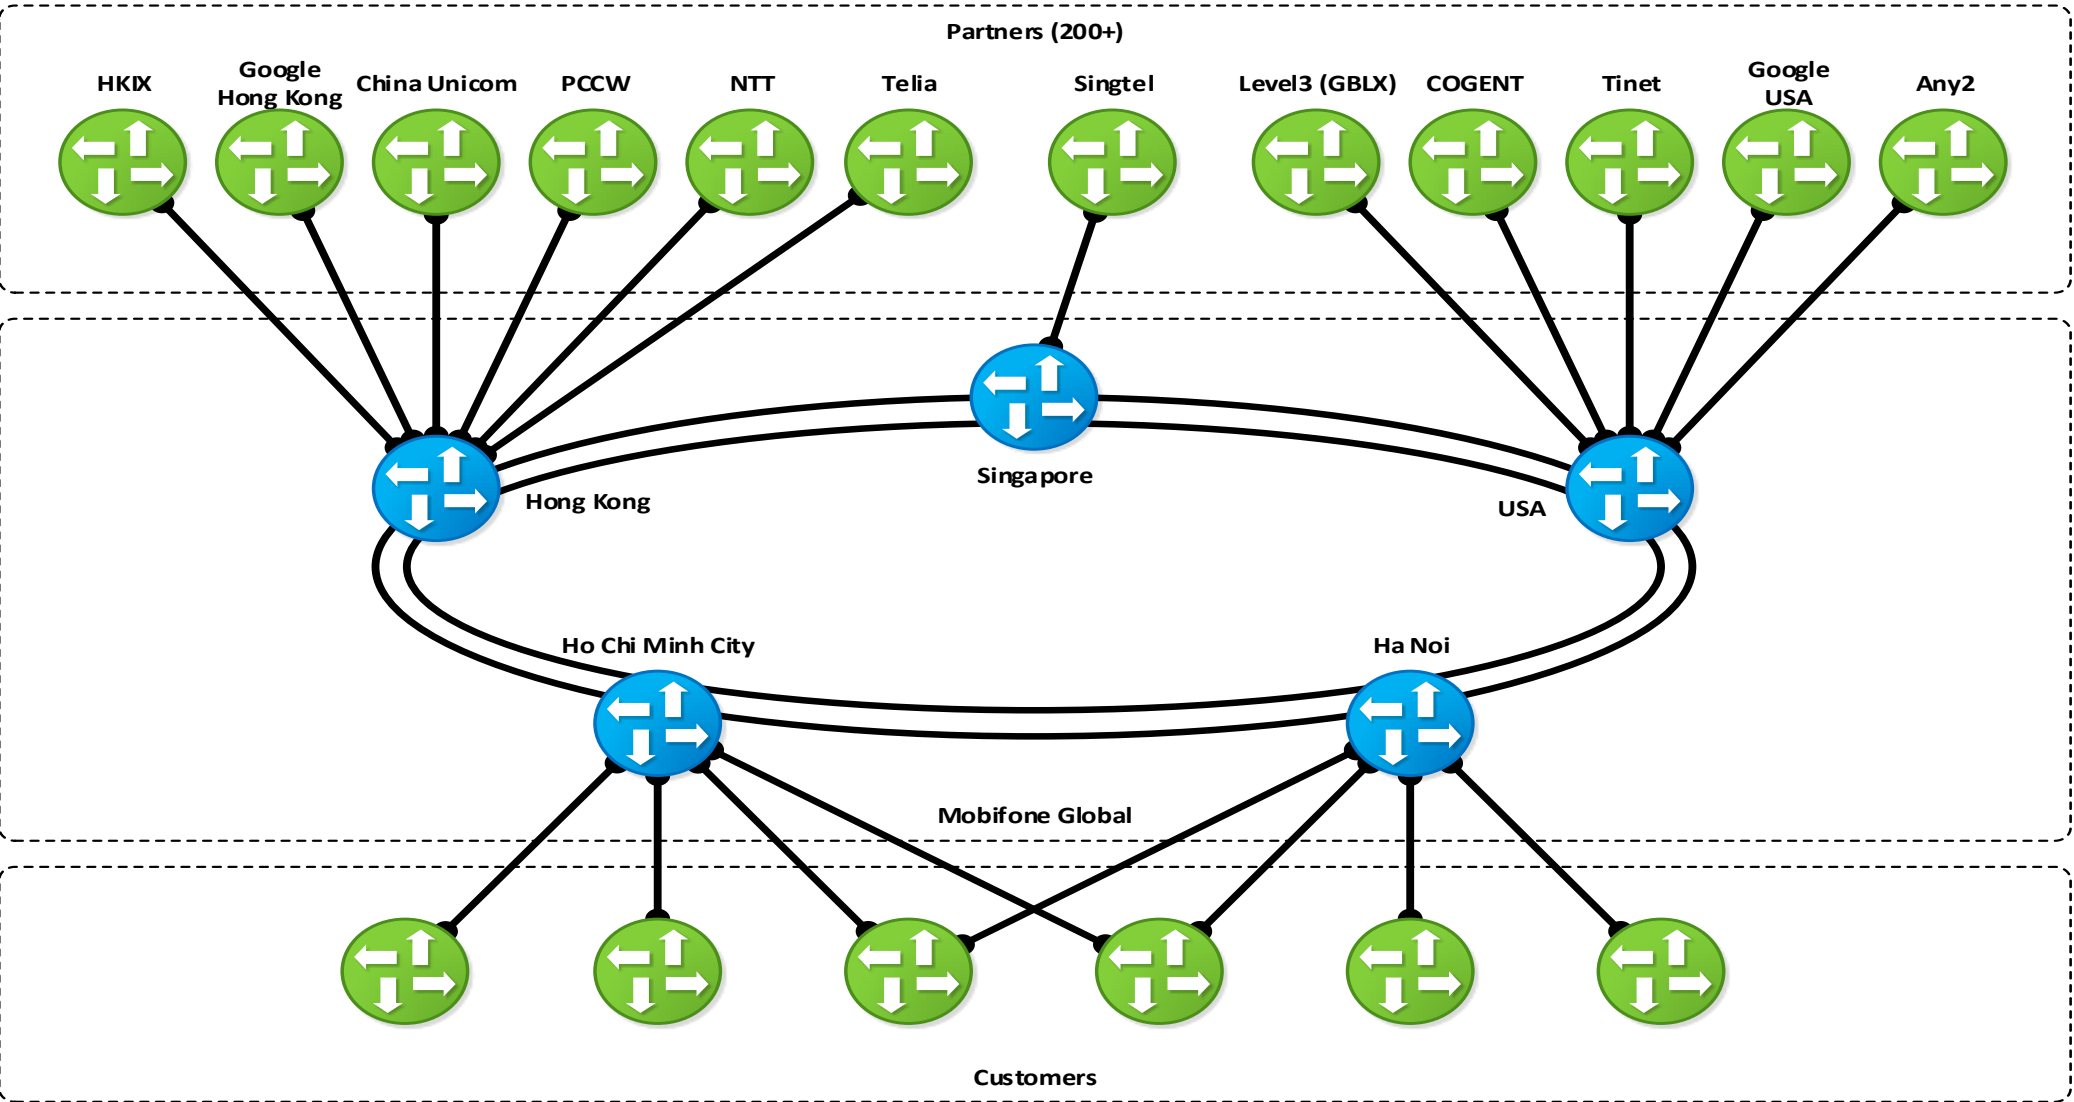 Partners (200+)
HKIX
Google
Hong Kong
China Unicom
PCCW
NTT
Telia
Singtel
Level3 (GBLX)
COGENT
Tinet
Google
USA
Any2
Singapore
Hong Kong
USA
Ho Chi Minh City
Ha Noi
Mobifone Global
Customers